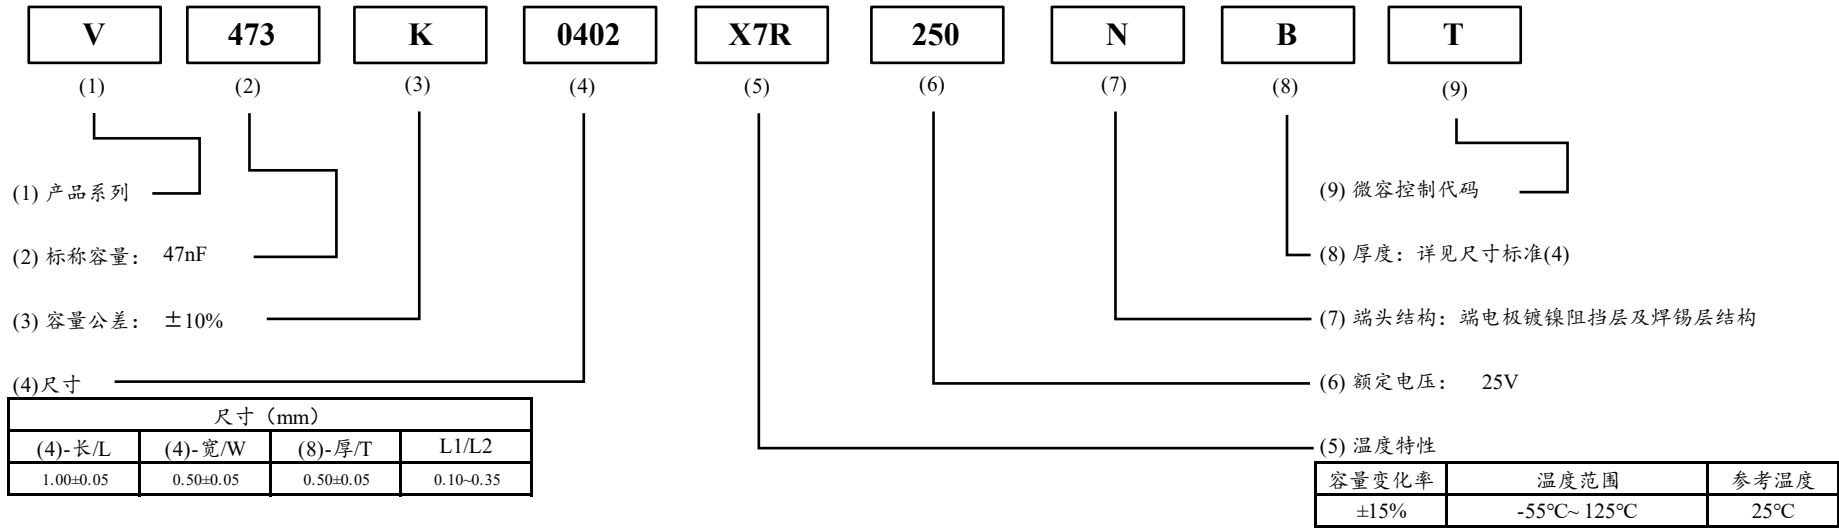 V 473 K 0402 X7R 250 N B T
(1) (2) (3) (4) (5) (6) (7) (8) (9)
(1) 产品系列
(9) 微容控制代码
(2) 标称容量： 47nF
(8) 厚度：详见尺寸标准(4)
(3) 容量公差： ±10%
(7) 端头结构：端电极镀镍阻挡层及焊锡层结构
(4)尺寸
(6) 额定电压： 25V
尺寸（mm）
(4)-长/L (4)-宽/W (8)-厚/T L1/L2
1.00±0.05 0.50±0.05 0.50±0.05 0.10~0.35
(5) 温度特性
容量变化率 温度范围 参考温度
±15% -55°C~ 125°C 25°C